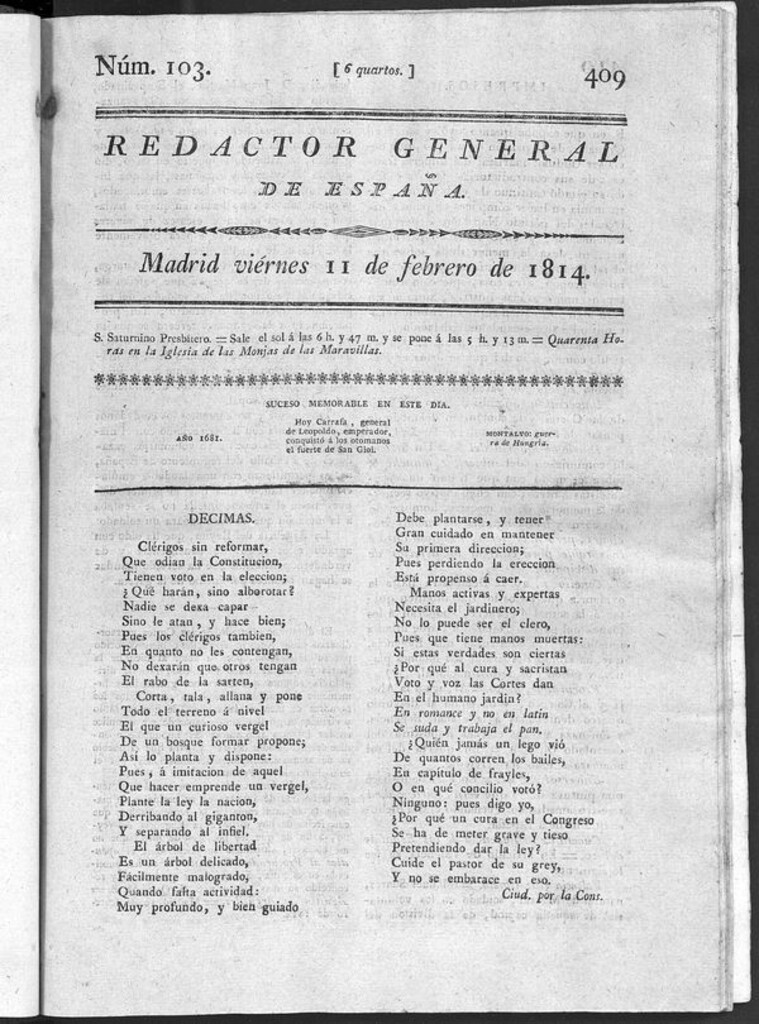 Núm. 103.
[ 6 quartos. ]
409
REDACTOR GENERAL
DE ESPAÑA.
Madrid viérnes 11 de febrero de 1814.
S. Saturnino Presbítero. = Sale el sol á las 6 h. y 47 m. y se pone á las 5 h. y 13 m. = Quarenta Ho-
ras en la Iglesia de las Monjas de las Maravillas.
SUCESO MEMORABLE EN ESTE DIA.
AÑO 1681.
Hoy Carrafa, general
de Leopoldo, emperador,
conquistó á los otomanos
el fuerte de San Giol.
MONTALVO: guer-
ra de Hungría.
DECIMAS.
Clérigos sin reformar,
Que odian la Constitucion,
Tienen voto en la eleccion;
¿Qué harán, sino alborotar?
Nadie se dexa capar
Sino le atan, y hace bien;
Pues los clérigos tambien,
En quanto no les contengan,
No dexarán que otros tengan
El rabo de la sarten,
Corta, tala, allana y pone
Todo el terreno á nivel
El que un curioso vergel
De un bosque formar propone;
Así lo planta y dispone:
Pues, á imitacion de aquel
Que hacer emprende un vergel,
Plante la ley la nacion,
Derribando al giganton,
Y separando al infiel.
El árbol de libertad
Es un árbol delicado,
Fácilmente malogrado,
Quando falta actividad:
Muy profundo, y bien guiado
Debe plantarse, y tener
Gran cuidado en mantener
Su primera direccion;
Pues perdiendo la ereccion
Está propenso á caer.
Manos activas y expertas
Necesita el jardinero;
No lo puede ser el clero,
Pues que tiene manos muertas:
Si estas verdades son ciertas
¿Por qué al cura y sacristan
Voto y voz las Cortes dan
En el humano jardin?
En romance y no en latin
Se suda y trabaja el pan.
¿Quién jamás un lego vió
De quantos corren los bailes,
En capítulo de frayles,
O en qué concilio votó?
Ninguno: pues digo yo,
¿Por qué un cura en el Congreso
Se ha de meter grave y tieso
Pretendiendo dar la ley?
Cuide el pastor de su grey,
Y no se embarace en eso.
Ciud. por la Cons.